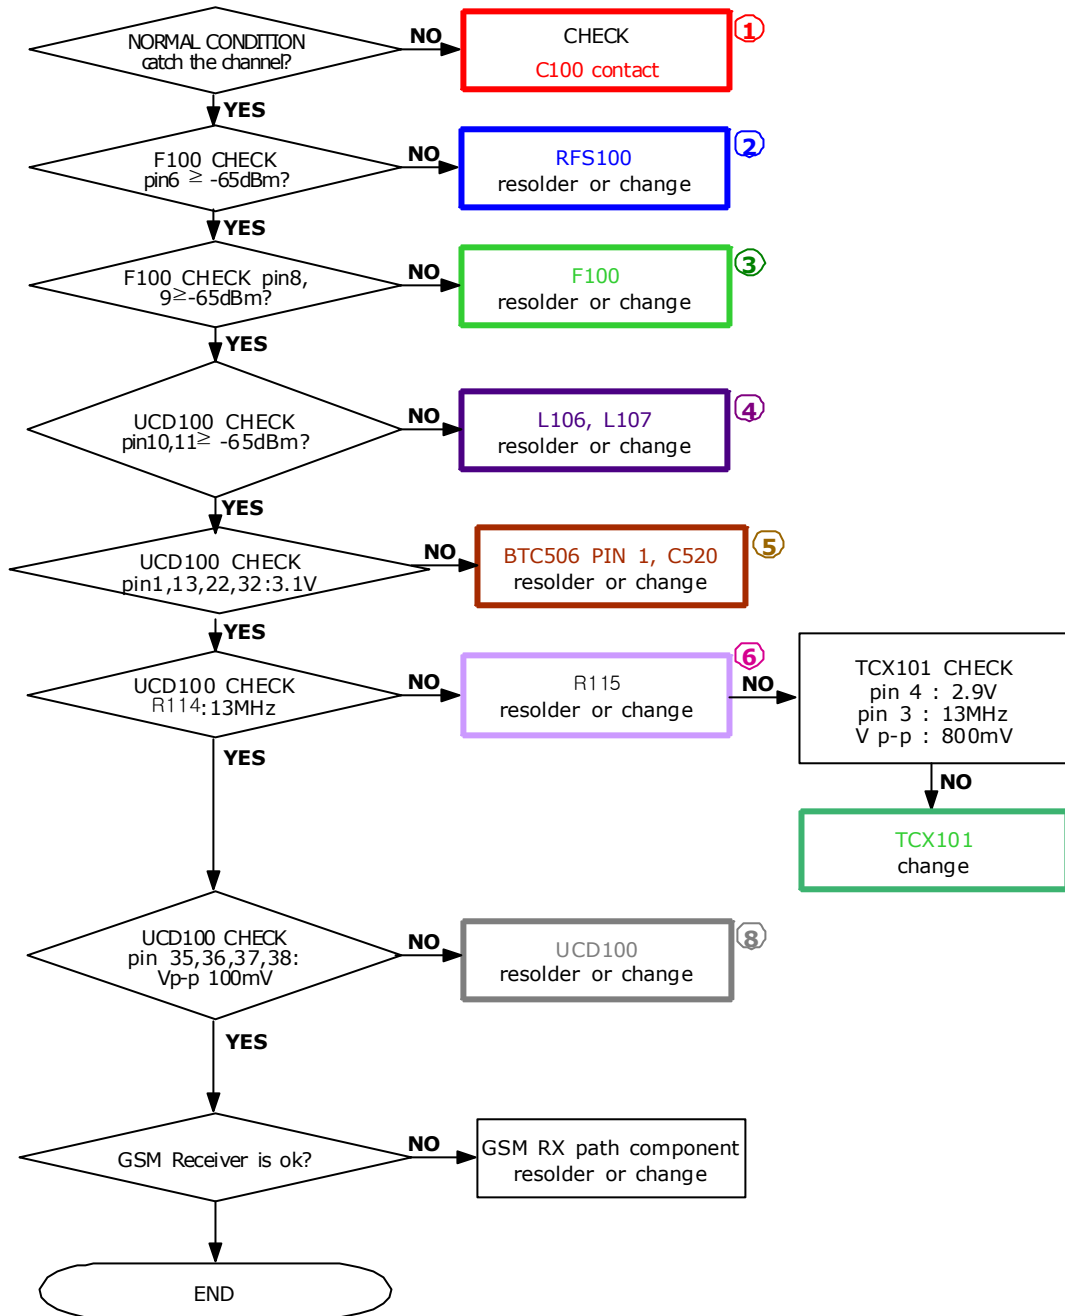 NORMAL CONDITION
catch the channel?
NO
CHECK
C100 contact
1
YES
F100 CHECK
pin6 ≥ -65dBm?
NO
RFS100
resolder or change
2
YES
F100 CHECK pin8,
9≥-65dBm?
NO
F100
resolder or change
3
YES
UCD100 CHECK
pin10,11≥ -65dBm?
NO
L106, L107
resolder or change
4
YES
UCD100 CHECK
pin1,13,22,32:3.1V
NO
BTC506 PIN 1, C520
resolder or change
5
YES
UCD100 CHECK
R114:13MHz
NO
R115
resolder or change
6
NO
TCX101 CHECK
pin 4 : 2.9V
pin 3 : 13MHz
V p-p : 800mV
NO
TCX101
change
YES
UCD100 CHECK
pin 35,36,37,38:
Vp-p 100mV
NO
UCD100
resolder or change
8
YES
GSM Receiver is ok?
NO
GSM RX path component
resolder or change
END